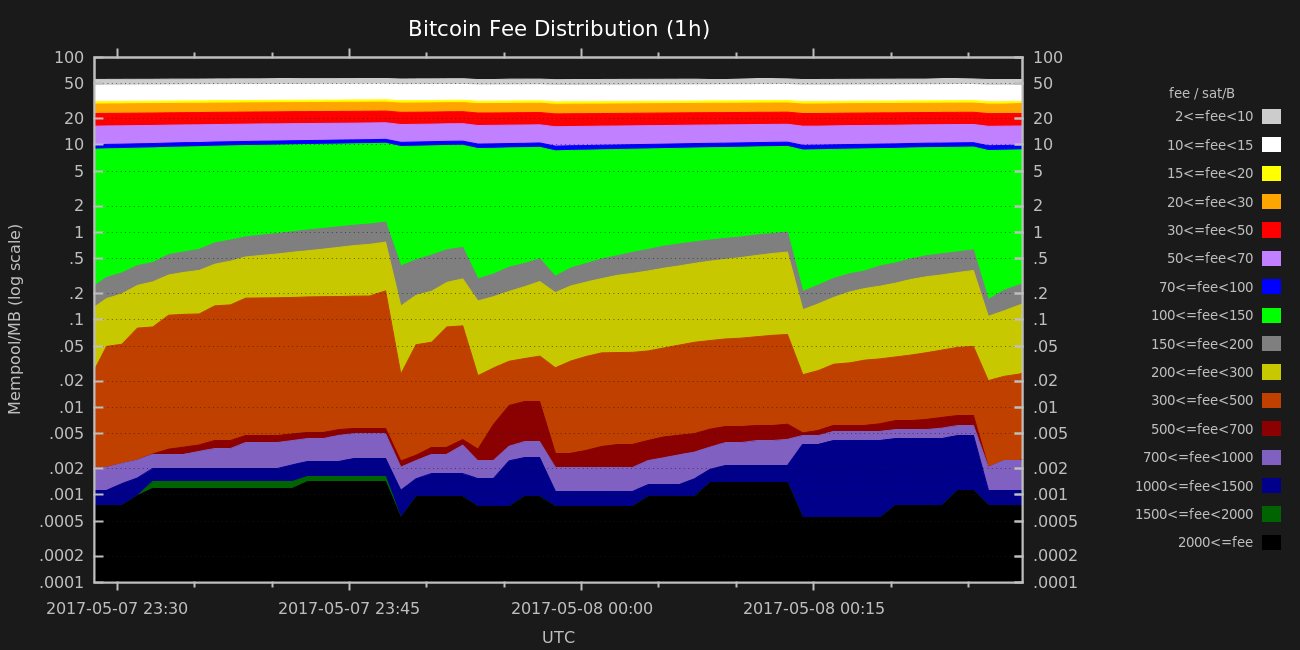 Bitcoin Fee Distribution (1h)
100
50
20
10
5
2
1
.5
.2
.1
.05
.02
.01
.005
.002
.001
.0005
.0002
.0001
Mempool/MB (log scale)
100
50
20
10
5
2
1
.5
.2
.1
.05
.02
.01
.005
.002
.001
.0005
.0002
.0001
2017-05-07 23:30 2017-05-07 23:45 2017-05-08 00:00 2017-05-08 00:15
UTC
fee / sat/B
2<=fee<10
10<=fee<15
15<=fee<20
20<=fee<30
30<=fee<50
50<=fee<70
70<=fee<100
100<=fee<150
150<=fee<200
200<=fee<300
300<=fee<500
500<=fee<700
700<=fee<1000
1000<=fee<1500
1500<=fee<2000
2000<=fee